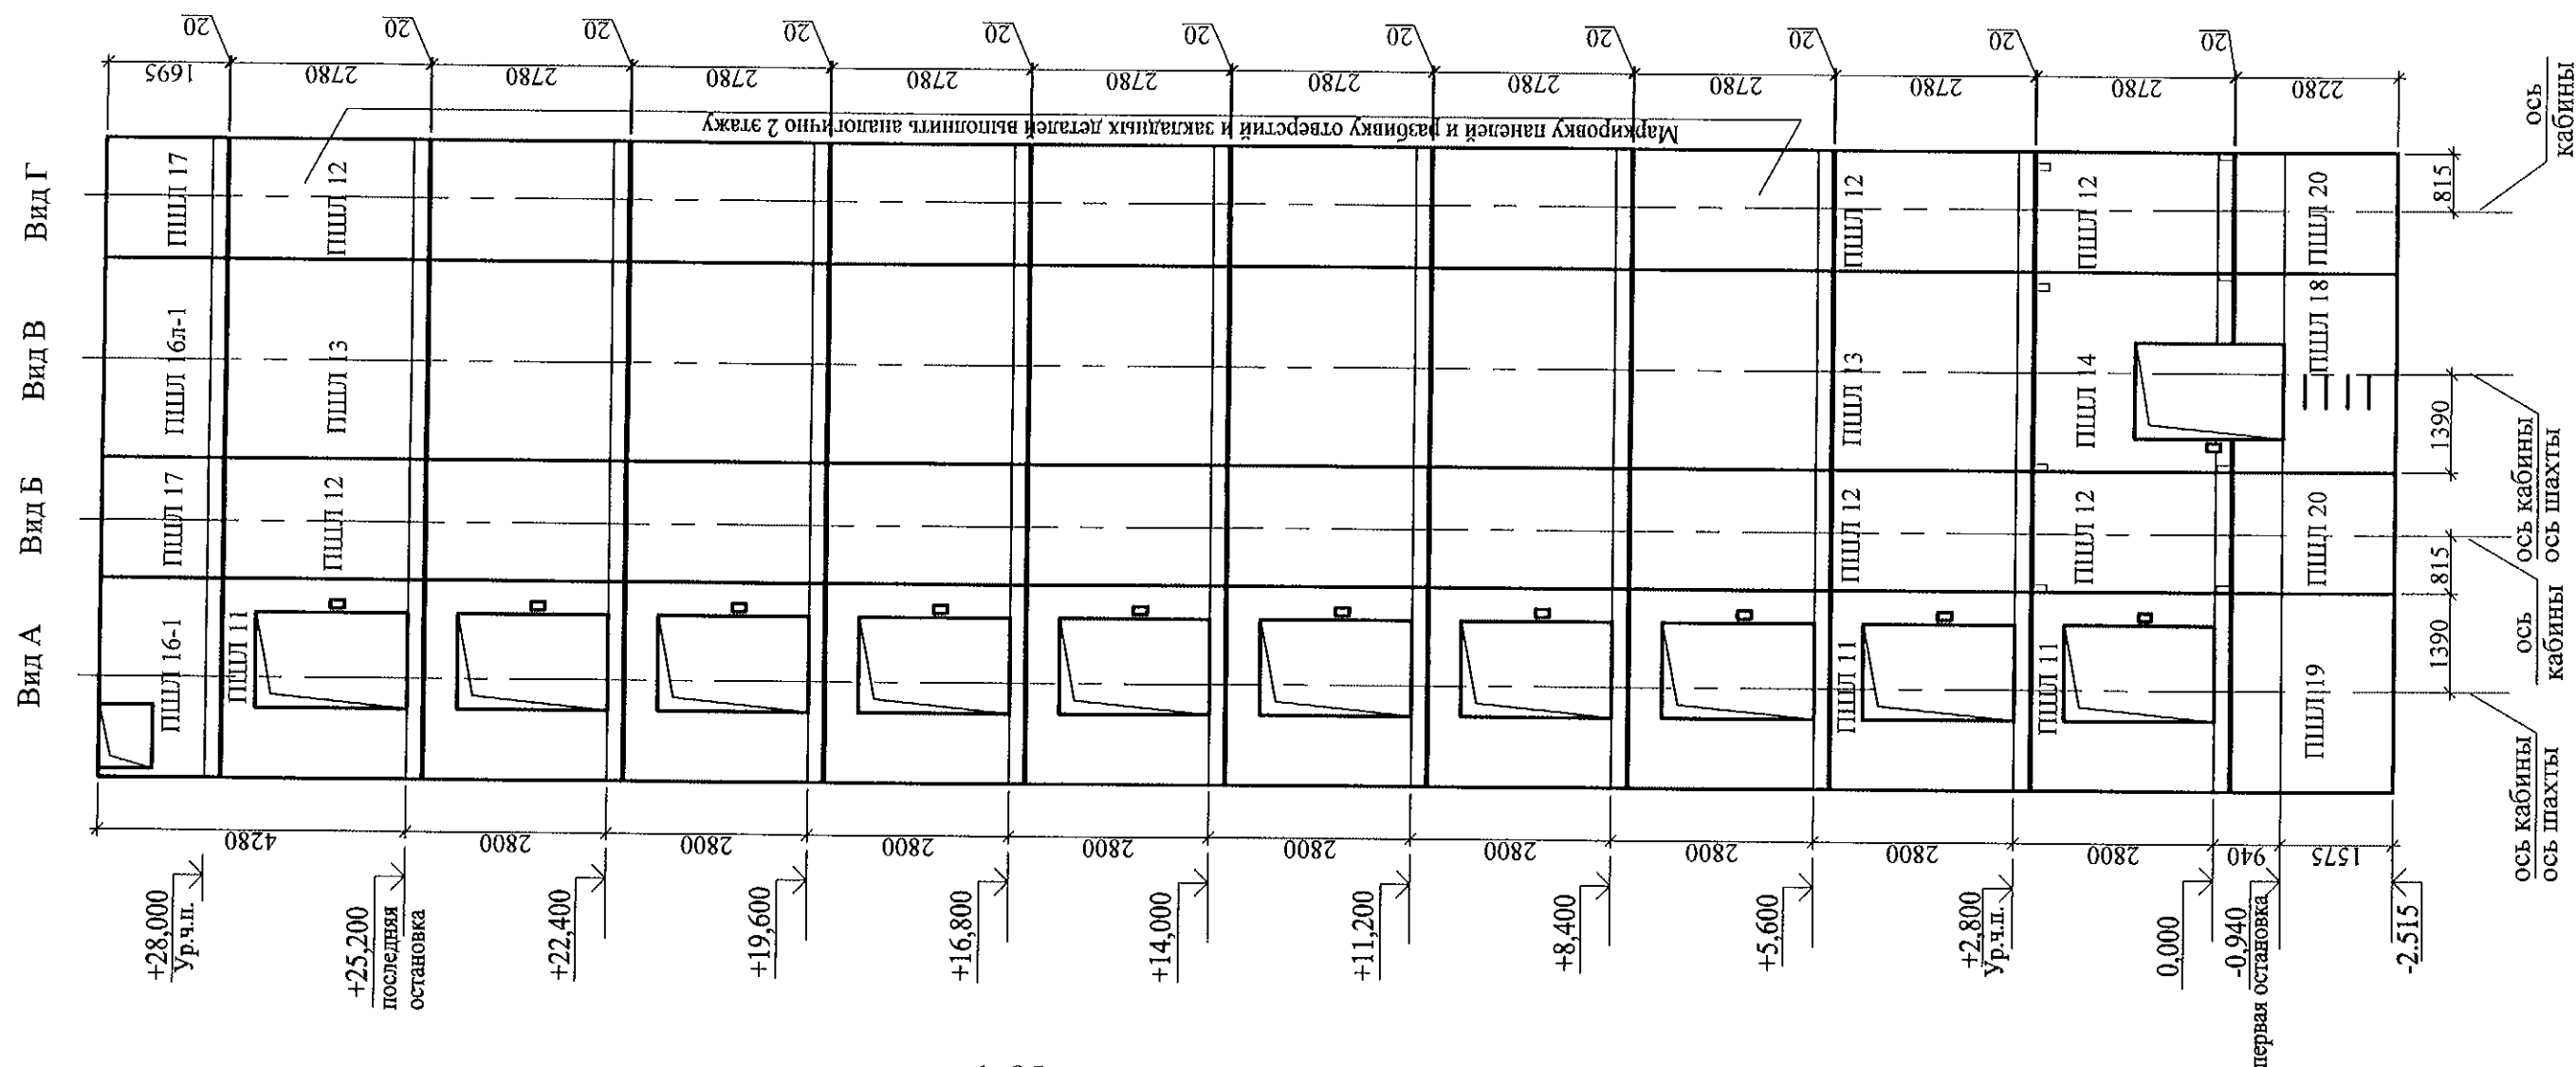 Вид А
Вид Б
Вид В
Вид Г
ПШЛ 16-1
ПШЛ 17
ПШЛ 16л-1
ПШЛ 17
ПШЛ 11
ПШЛ 12
ПШЛ 13
ПШЛ 12
ПШЛ 11
ПШЛ 12
ПШЛ 13
ПШЛ 12
ПШЛ 11
ПШЛ 12
ПШЛ 14
ПШЛ 12
ПШЛ 19
ПШЛ 20
ПШЛ 18
ПШЛ 20
Маркировку панелей и разбивку отверстий и закладных деталей выполнить аналогично 2 этажу
1695
2780
2780
2780
2780
2780
2780
2780
2780
2780
2780
2280
20
20
20
20
20
20
20
20
20
20
20
4280
2800
2800
2800
2800
2800
2800
2800
2800
2800
940
1575
+28,000
Ур.ч.п.
+25,200
последняя
остановка
+22,400
+19,600
+16,800
+14,000
+11,200
+8,400
+5,600
+2,800
Ур.ч.п.
0,000
-0,940
первая остановка
-2.515
1390
815
1390
815
ось кабины
ось шахты
ось
кабины
ось кабины
ось шахты
ось
кабины